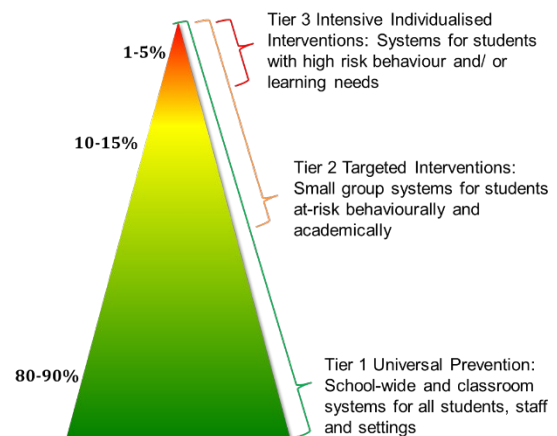 Tier 3 Intensive Individualised
Interventions: Systems for students
with high risk behaviour and/ or
learning needs
1-5%
10-15%
Tier 2 Targeted Interventions:
Small group systems for students
at-risk behaviourally and
academically
80-90%
Tier 1 Universal Prevention:
School-wide and classroom
systems for all students, staff
and settings